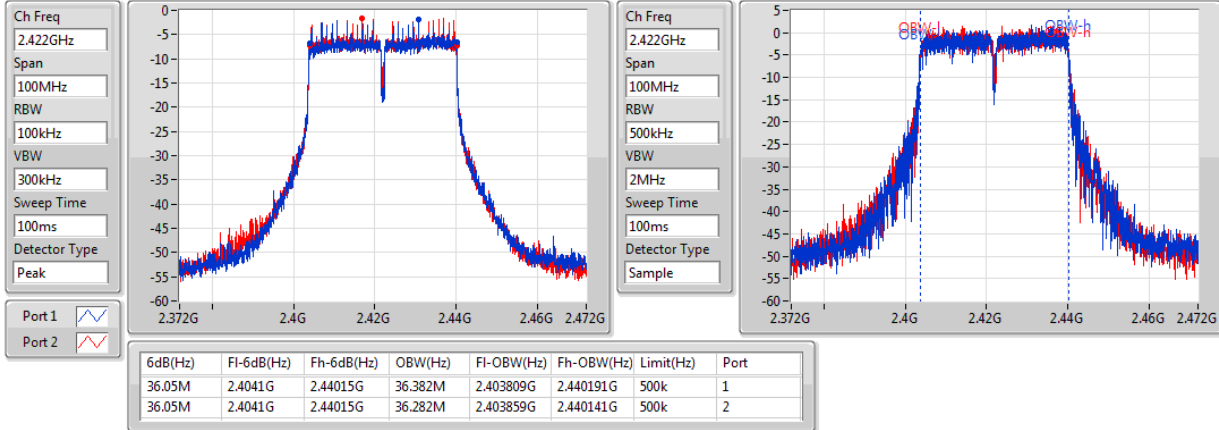 Ch Freq
2.422GHz
Span
100MHz
RBW
100kHz
VBW
300kHz
Sweep Time
100ms
Detector Type
Peak
Port 1
Port 2
0
-5
-10
-15
-20
-25
-30
-35
-40
-45
-50
-55
-60
2.372G 2.4G 2.42G 2.44G 2.472G
Ch Freq
2.422GHz
Span
100MHz
RBW
500kHz
VBW
2MHz
Sweep Time
100ms
Detector Type
Sample
5
0
-5
-10
-15
-20
-25
-30
-35
-40
-45
-50
-55
-60
OBW-l
OBW-h
OBW-h
2.372G 2.4G 2.42G 2.44G 2.46G 2.472G
6dB(Hz) Fl-6dB(Hz) Fh-6dB(Hz) OBW(Hz) Fl-OBW(Hz) Fh-OBW(Hz) Limit(Hz) Port
36.05M 2.4041G 2.44015G 36.382M 2.403809G 2.440191G 500k 1
36.05M 2.4041G 2.44015G 36.282M 2.403859G 2.440141G 500k 2